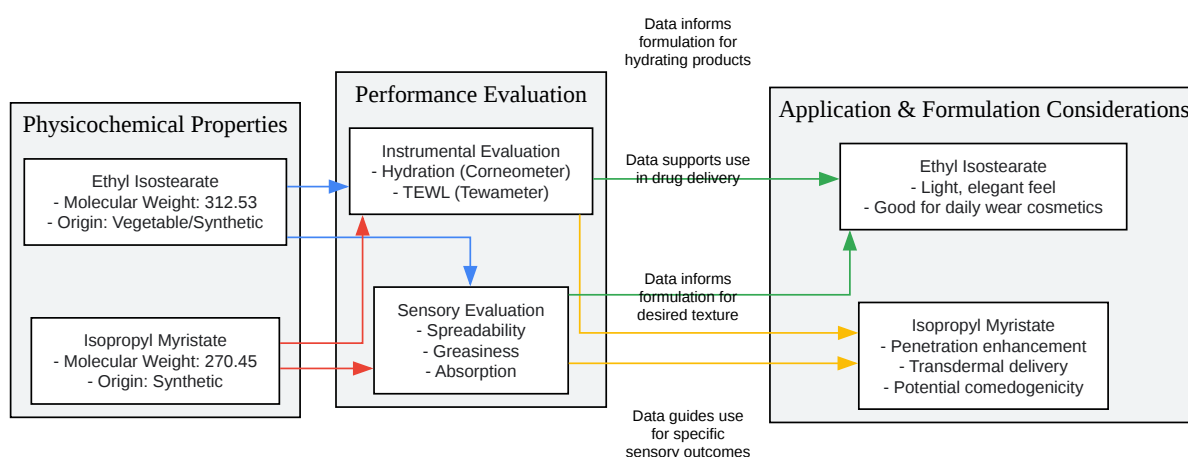 Physicochemical Properties
Ethyl Isostearate
- Molecular Weight: 312.53
- Origin: Vegetable/Synthetic
Isopropyl Myristate
- Molecular Weight: 270.45
- Origin: Synthetic
Performance Evaluation
Instrumental Evaluation
- Hydration (Corneometer)
- TEWL (Tewameter)
Sensory Evaluation
- Spreadability
- Greasiness
- Absorption
Data informs
formulation for
hydrating products
Data supports use
in drug delivery
Data informs
formulation for
desired texture
Data guides use
for specific
sensory outcomes
Application & Formulation Considerations
Ethyl Isostearate
- Light, elegant feel
- Good for daily wear cosmetics
Isopropyl Myristate
- Penetration enhancement
- Transdermal delivery
- Potential comedogenicity